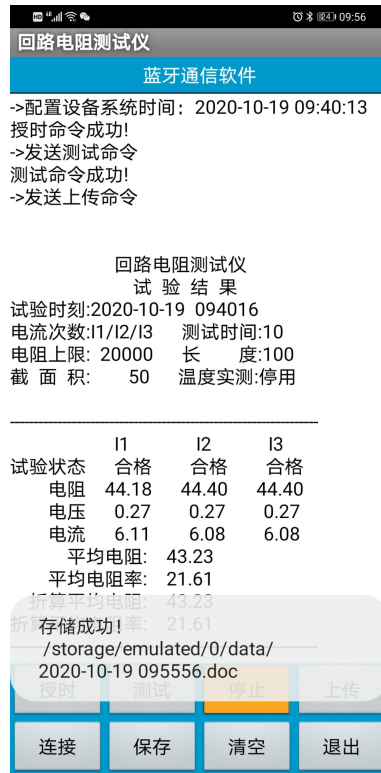 HD 24 09:56
回路电阻测试仪
蓝牙通信软件
->配置设备系统时间：2020-10-19 09:40:13
授时命令成功!
->发送测试命令
测试命令成功!
->发送上传命令
回路电阻测试仪
试 验 结 果
试验时刻:2020-10-19 094016
电流次数:I1/I2/I3 测试时间:10
电阻上限: 20000 长 度:100
截 面 积: 50 温度实测:停用
I1 I2 I3
试验状态 合格 合格 合格
电阻 44.18 44.40 44.40
电压 0.27 0.27 0.27
电流 6.11 6.08 6.08
平均电阻: 43.23
平均电阻率: 21.61
折算平均电阻: 43.23
折算 率: 21.61
存储成功！
/storage/emulated/0/data/
2020-10-19 095556.doc
授时 测试 停止 上传
连接 保存 清空 退出